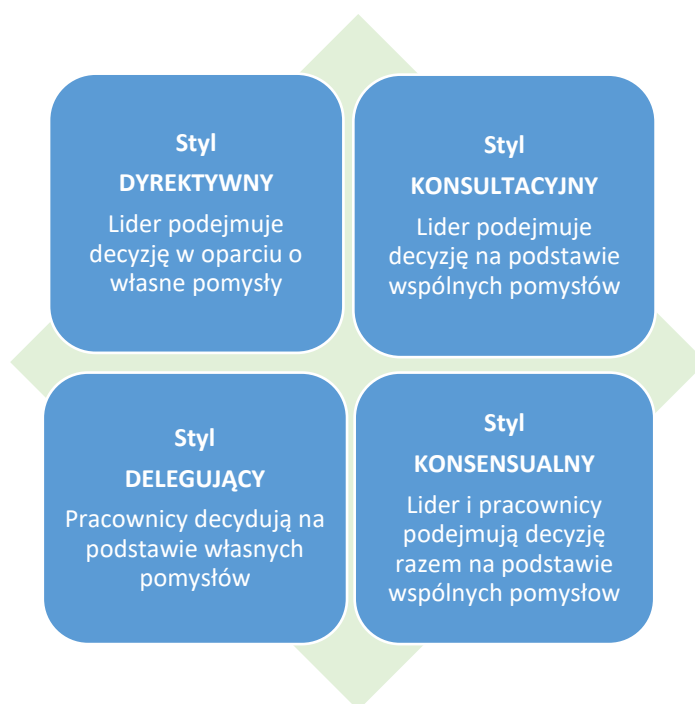 Styl
DYREKTYWNY
Lider podejmuje
decyzję w oparciu o
własne pomysły
Styl
KONSULTACYJNY
Lider podejmuje
decyzję na podstawie
wspólnych pomysłów
Styl
DELEGUJĄCY
Pracownicy decydują na
podstawie własnych
pomysłów
Styl
KONSENSUALNY
Lider i pracownicy
podejmują decyzję
razem na podstawie
wspólnych pomysłow